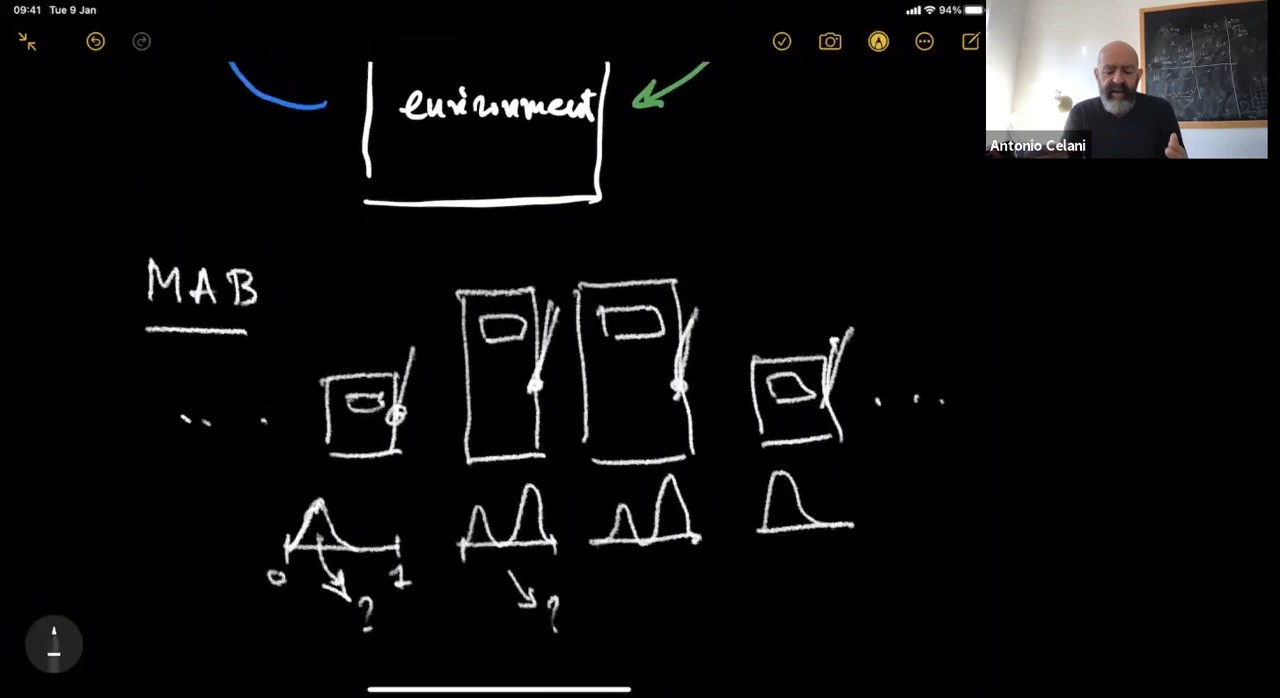 09:41 Tue 9 Jan
94%
Antonio Celani
environment
MAB
.. . ...
0 1
? ?